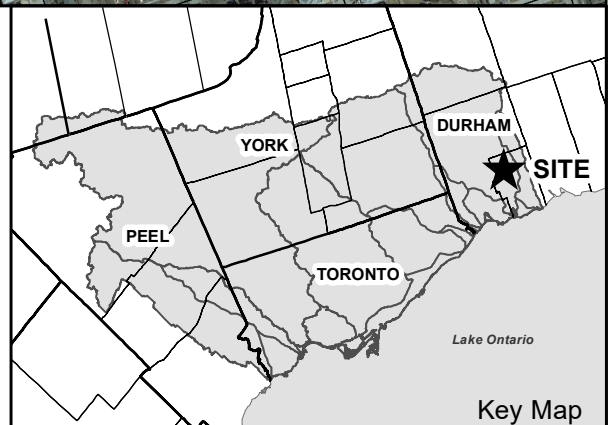 DURHAM
YORK
SITE
PEEL
TORONTO
Lake Ontario
Key Map